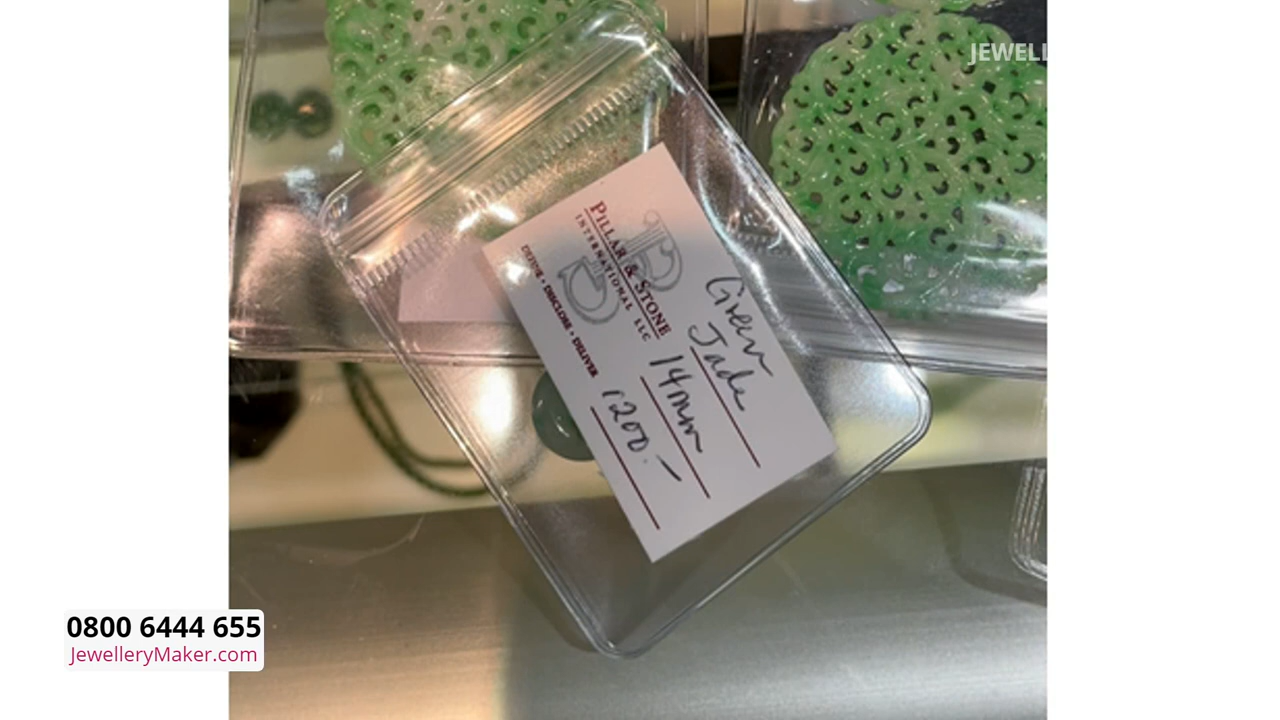 JEWELL
PILLAR & STONE
INTERNATIONAL LLC
DEFINE • DISCLOSE • DELIVER
Green
Jade
14mm
1200.–
0800 6444 655
JewelleryMaker.com